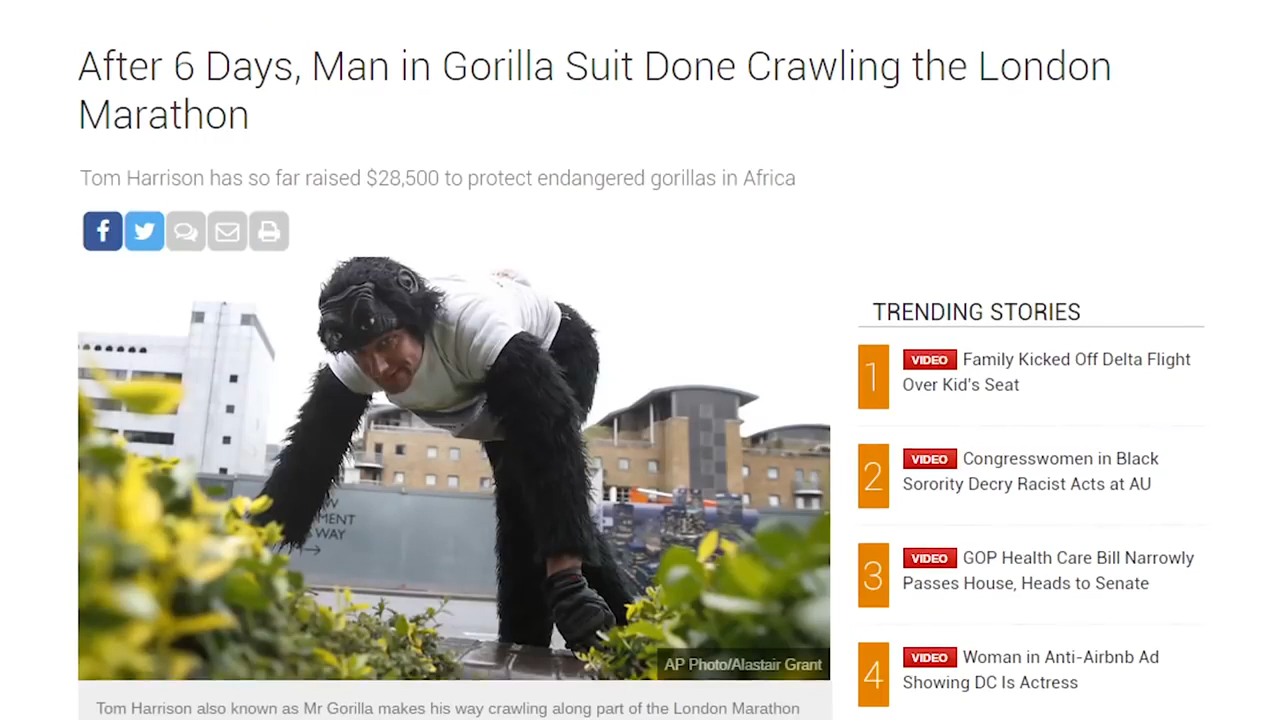 After 6 Days, Man in Gorilla Suit Done Crawling the London
Marathon
Tom Harrison has so far raised $28,500 to protect endangered gorillas in Africa
TRENDING STORIES
1
VIDEO Family Kicked Off Delta Flight
Over Kid's Seat
2
VIDEO Congresswomen in Black
Sorority Decry Racist Acts at AU
3
VIDEO GOP Health Care Bill Narrowly
Passes House, Heads to Senate
4
VIDEO Woman in Anti-Airbnb Ad
Showing DC Is Actress
WAY
AP Photo/Alastair Grant
Tom Harrison also known as Mr Gorilla makes his way crawling along part of the London Marathon